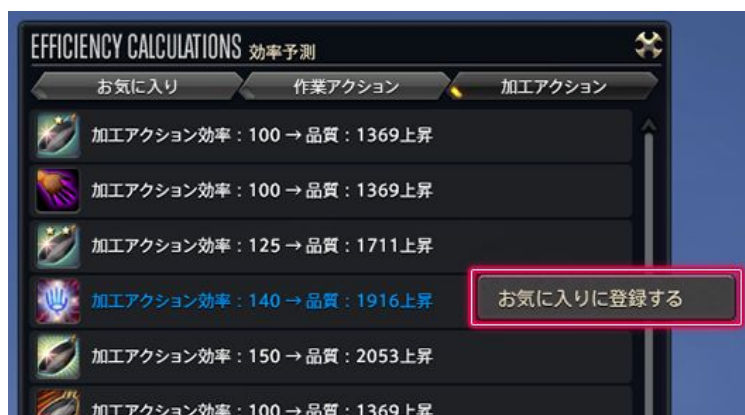 EFFICIENCY CALCULATIONS 効率予測
お気に入り 作業アクション 加工アクション
加工アクション効率：100 → 品質：1369上昇
加工アクション効率：100 → 品質：1369上昇
加工アクション効率：125 → 品質：1711上昇
加工アクション効率：140 → 品質：1916上昇
お気に入りに登録する
加工アクション効率：150 → 品質：2053上昇
加工アクション効率：100 → 品質：1369上昇